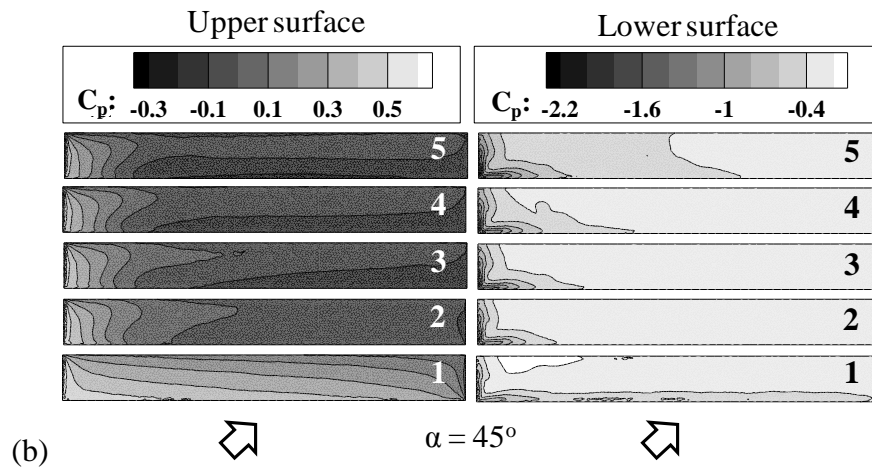 Upper surface Lower surface
Cp: -0.3 -0.1 0.1 0.3 0.5 Cp: -2.2 -1.6 -1 -0.4
5 5
4 4
3 3
2 2
1 1
(b) α = 45º